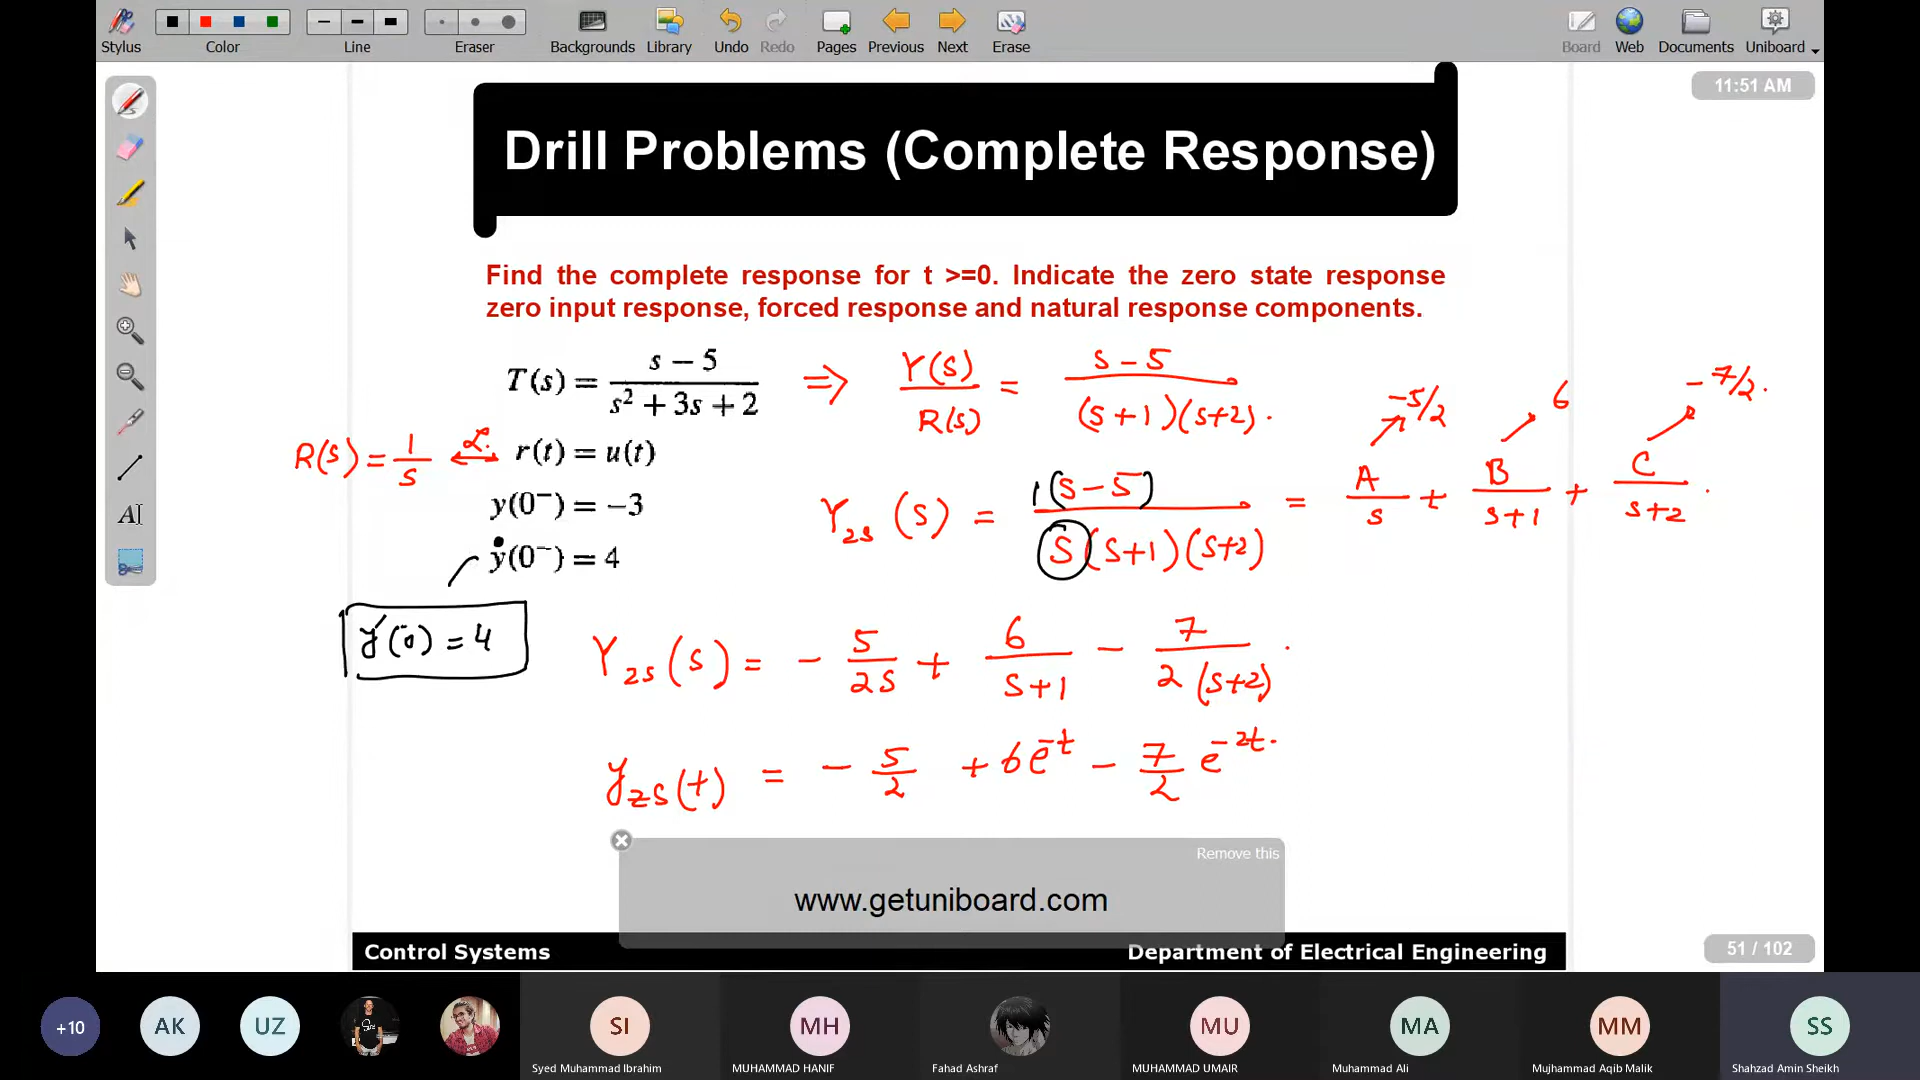 Stylus Color Line Eraser Backgrounds Library Undo Redo Pages Previous Next Erase Board Web Documents Uniboard
11:51 AM
Drill Problems (Complete Response)
Find the complete response for t >=0. Indicate the zero state response
zero input response, forced response and natural response components.
T(s) = (s − 5)/(s² + 3s + 2) ⇒ Y(s)/R(s) = (s − 5)/((s+1)(s+2)).
R(s) = 1/s ↔ ℒ r(t) = u(t)
y(0⁻) = −3
ẏ(0⁻) = 4
-5/2 6 -7/2.
Yzs(s) = 1(s−5)/(s(s+1)(s+2)) = A/s + B/(s+1) + C/(s+2).
y′(0⁻) = 4
Yzs(s) = − 5/2s + 6/(s+1) − 7/(2(s+2)).
yzs(t) = − 5/2 + 6e^−t − 7/2 e^−2t.
Remove this
www.getuniboard.com
Control Systems Department of Electrical Engineering
51 / 102
+10 AK UZ SI MH MU MA MM SS
Syed Muhammad Ibrahim MUHAMMAD HANIF Fahad Ashraf MUHAMMAD UMAIR Muhammad Ali Mujhammad Aqib Malik Shahzad Amin Sheikh